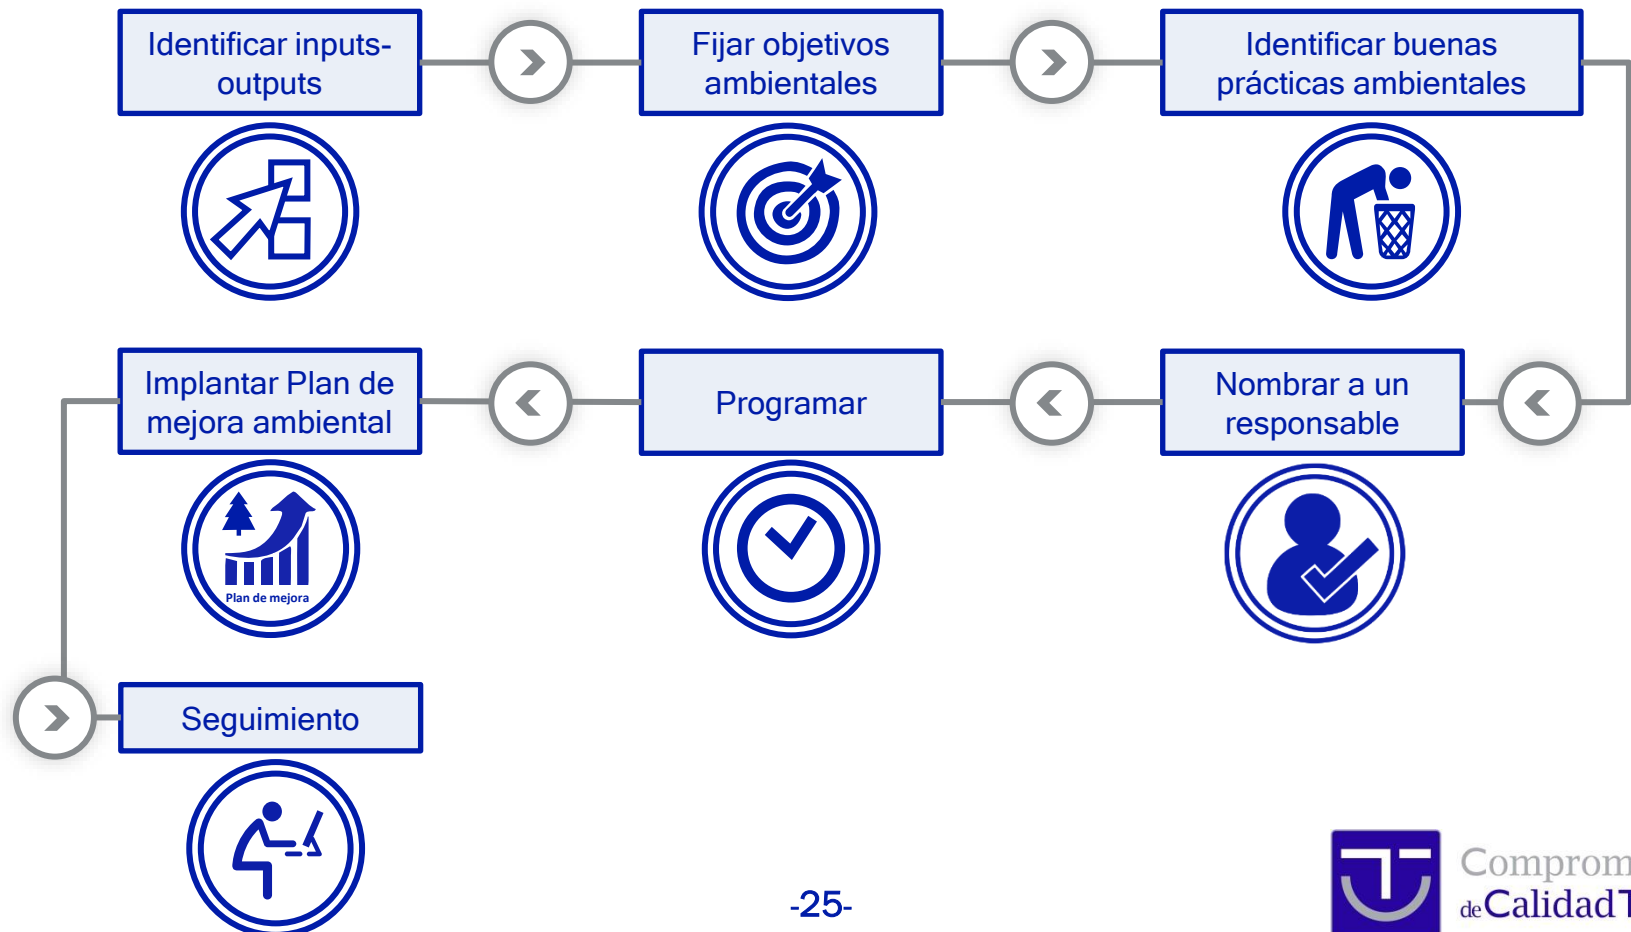 Identificar inputs-
outputs
Fijar objetivos
ambientales
Identificar buenas
prácticas ambientales
Implantar Plan de
mejora ambiental
Programar
Nombrar a un
responsable
Plan de mejora
Seguimiento
-25-
Comprom
de Calidad T